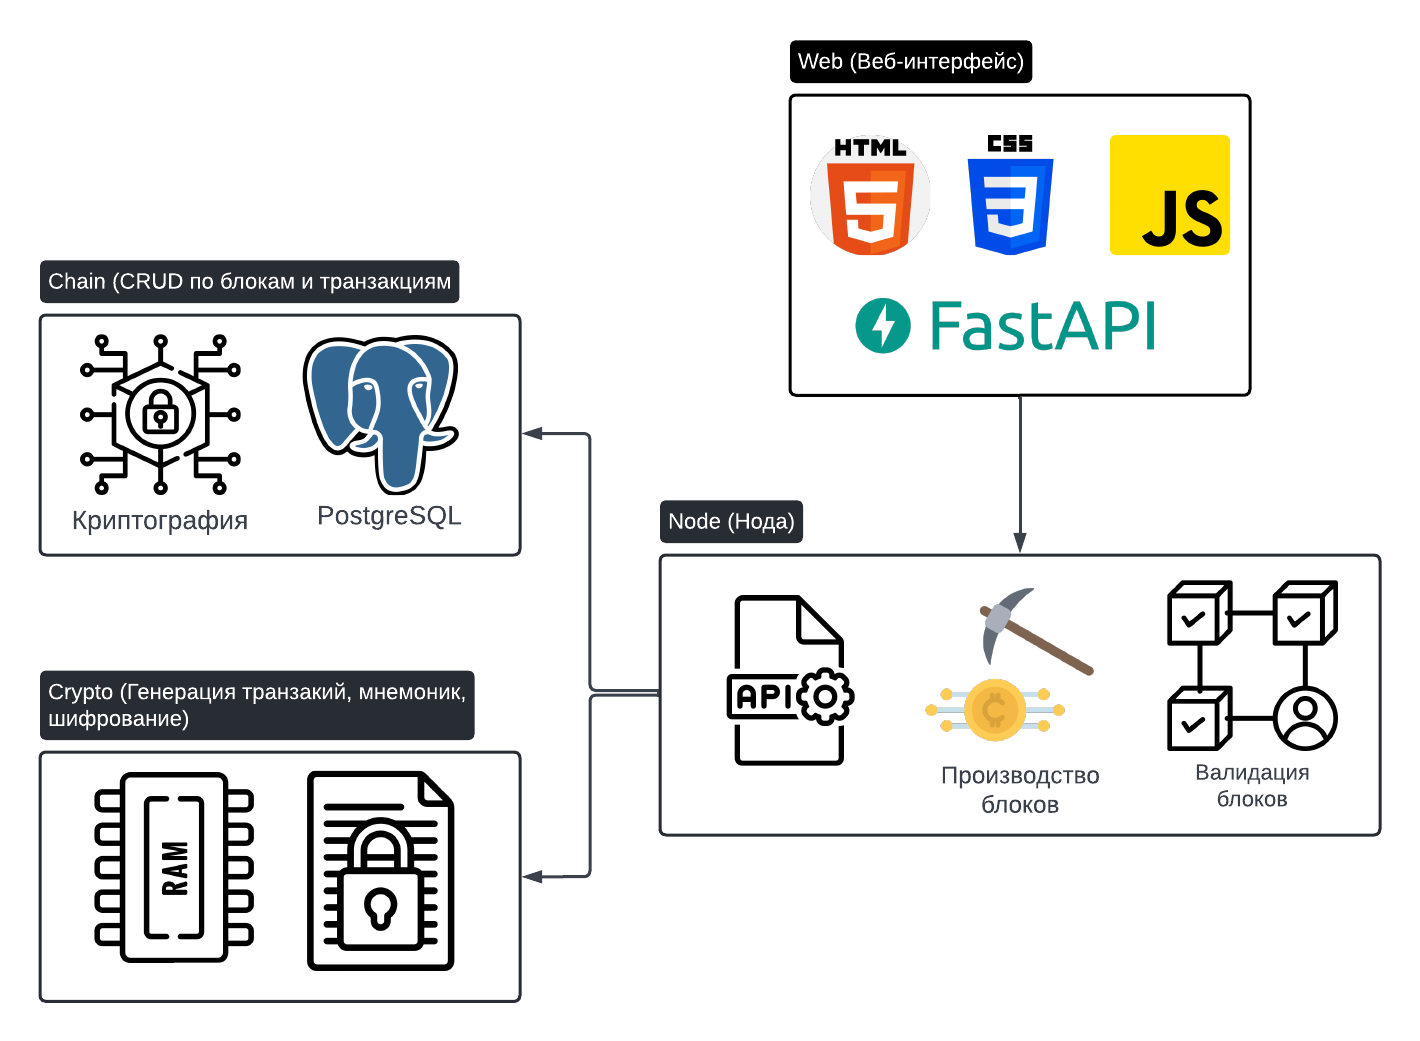 Web (Веб-интерфейс)
HTML
CSS
JS
FastAPI
Chain (CRUD по блокам и транзакциям
Криптография
PostgreSQL
Node (Нода)
API
Производство
блоков
Валидация
блоков
Crypto (Генерация транзакий, мнемоник,
шифрование)
RAM